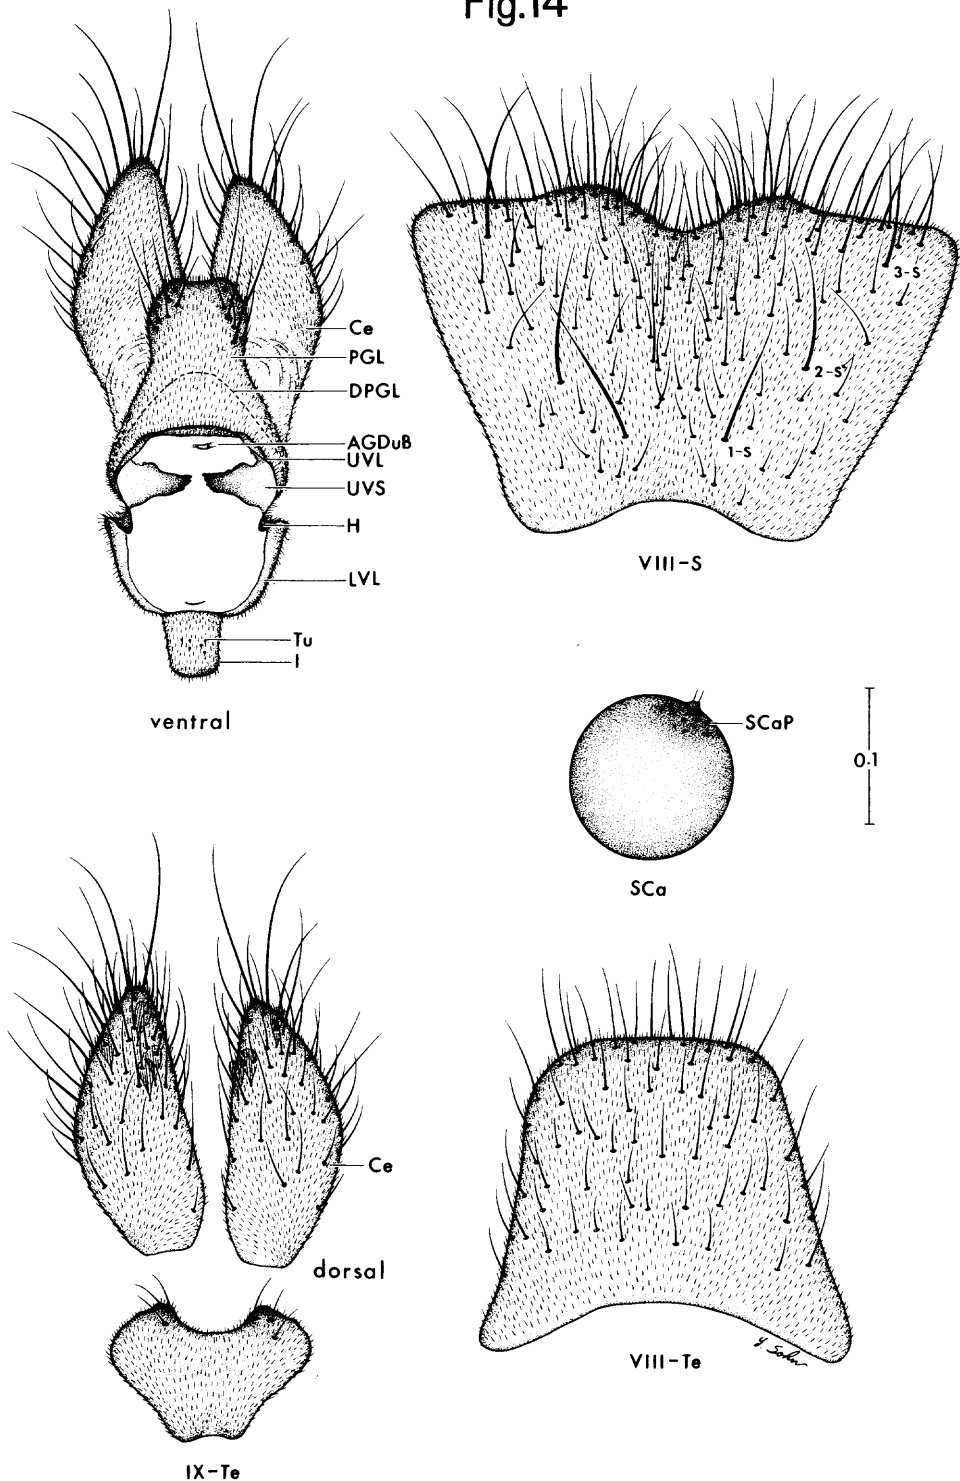 Fig.14
Ce
PGL
DPGL
AGDuB
UVL
UVS
H
LVL
Tu
I
ventral
3-S
2-S
1-S
VIII-S
SCaP
0.1
SCa
Ce
dorsal
IX-Te
VIII-Te